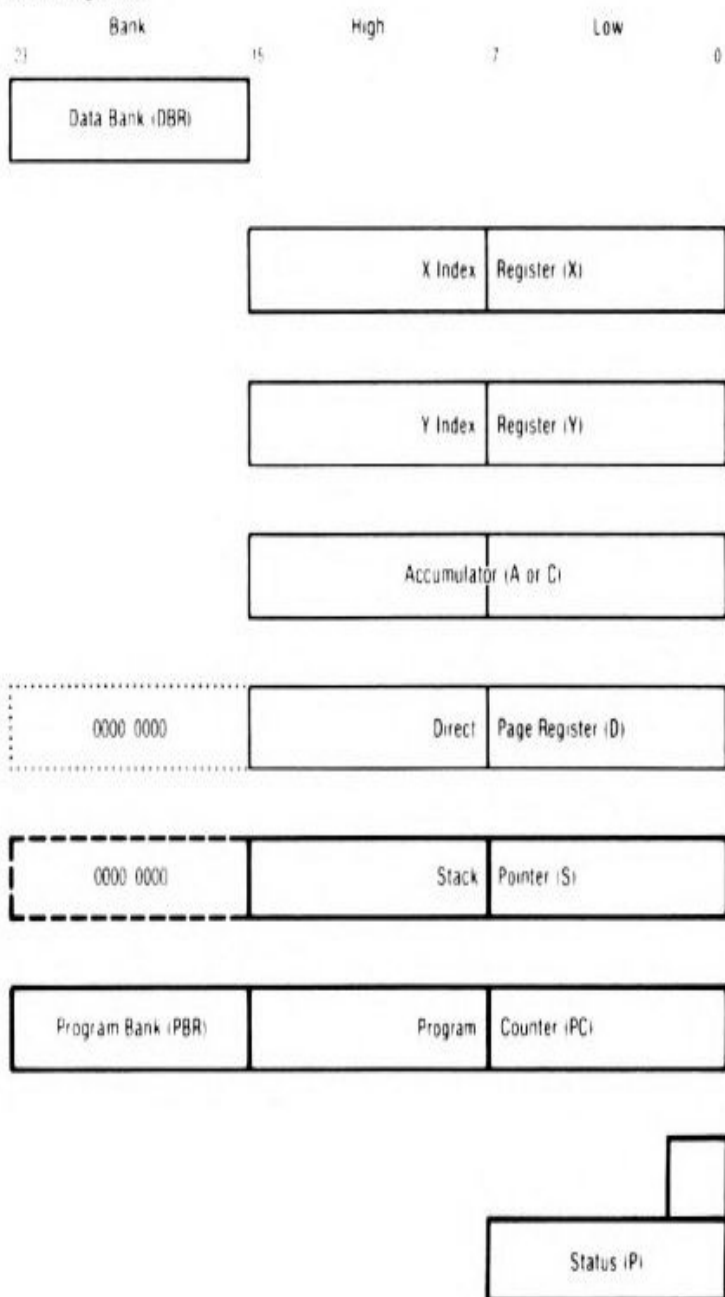 Bank High Low
23 15 7 0
Data Bank (DBR)
X Index Register (X)
Y Index Register (Y)
Accumulator (A or C)
0000 0000 Direct Page Register (D)
0000 0000 Stack Pointer (S)
Program Bank (PBR) Program Counter (PC)
Status (P)